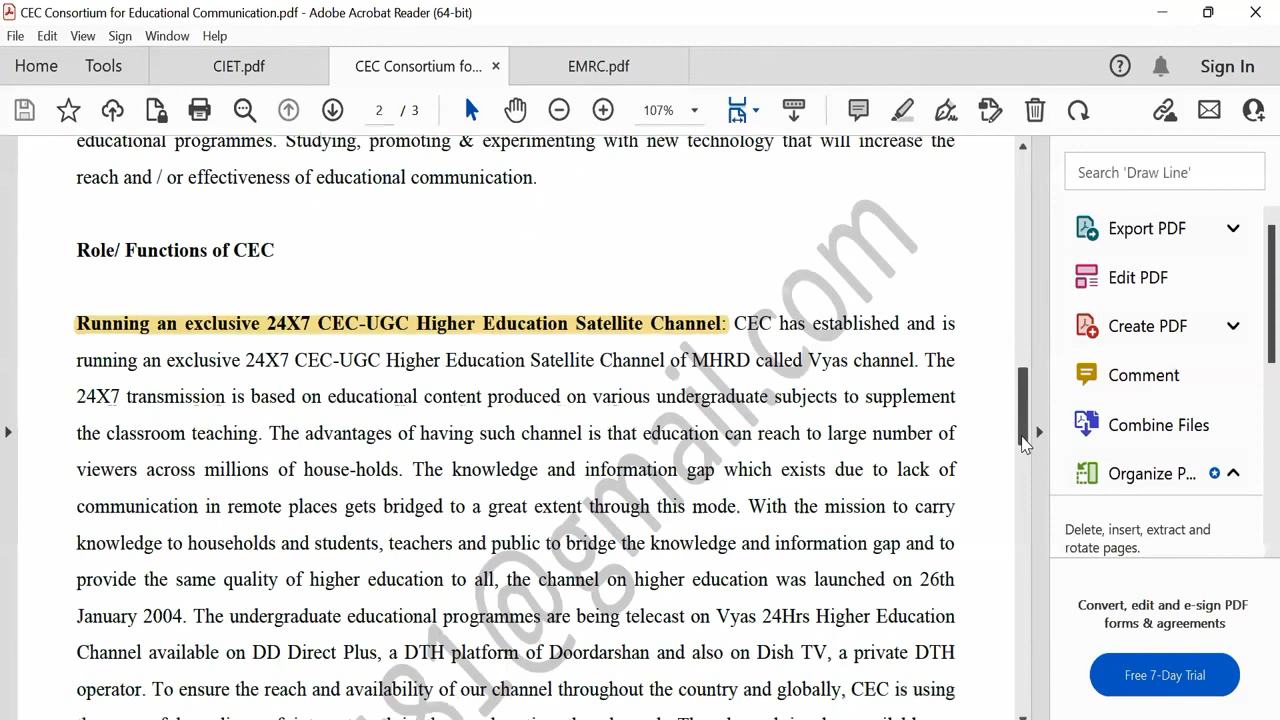 CEC Consortium for Educational Communication.pdf - Adobe Acrobat Reader (64-bit)
File Edit View Sign Window Help
Home Tools CIET.pdf CEC Consortium fo... × EMRC.pdf Sign In
2 / 3 107%
educational programmes. Studying, promoting & experimenting with new technology that will increase the
reach and / or effectiveness of educational communication.
Role/ Functions of CEC
Running an exclusive 24X7 CEC-UGC Higher Education Satellite Channel: CEC has established and is
running an exclusive 24X7 CEC-UGC Higher Education Satellite Channel of MHRD called Vyas channel. The
24X7 transmission is based on educational content produced on various undergraduate subjects to supplement
the classroom teaching. The advantages of having such channel is that education can reach to large number of
viewers across millions of house-holds. The knowledge and information gap which exists due to lack of
communication in remote places gets bridged to a great extent through this mode. With the mission to carry
knowledge to households and students, teachers and public to bridge the knowledge and information gap and to
provide the same quality of higher education to all, the channel on higher education was launched on 26th
January 2004. The undergraduate educational programmes are being telecast on Vyas 24Hrs Higher Education
Channel available on DD Direct Plus, a DTH platform of Doordarshan and also on Dish TV, a private DTH
operator. To ensure the reach and availability of our channel throughout the country and globally, CEC is using
81@gmail.com
Search 'Draw Line'
Export PDF
Edit PDF
Create PDF
Comment
Combine Files
Organize P...
Delete, insert, extract and
rotate pages.
Convert, edit and e-sign PDF
forms & agreements
Free 7-Day Trial